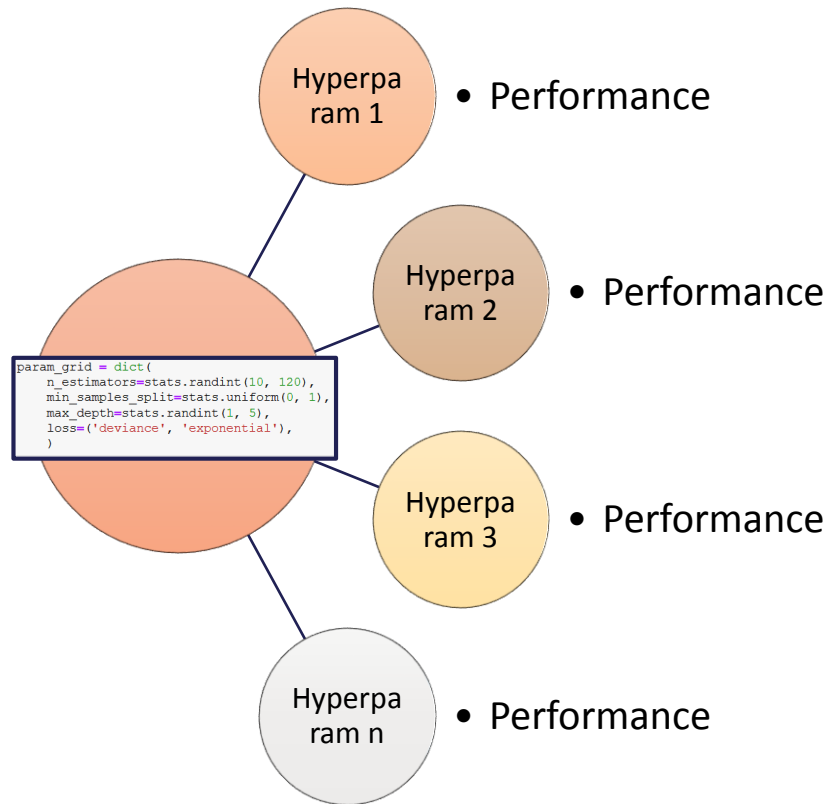 Hyperpa
ram 1
• Performance
Hyperpa
ram 2
• Performance
param_grid = dict(
    n_estimators=stats.randint(10, 120),
    min_samples_split=stats.uniform(0, 1),
    max_depth=stats.randint(1, 5),
    loss=('deviance', 'exponential'),
    )
Hyperpa
ram 3
• Performance
Hyperpa
ram n
• Performance